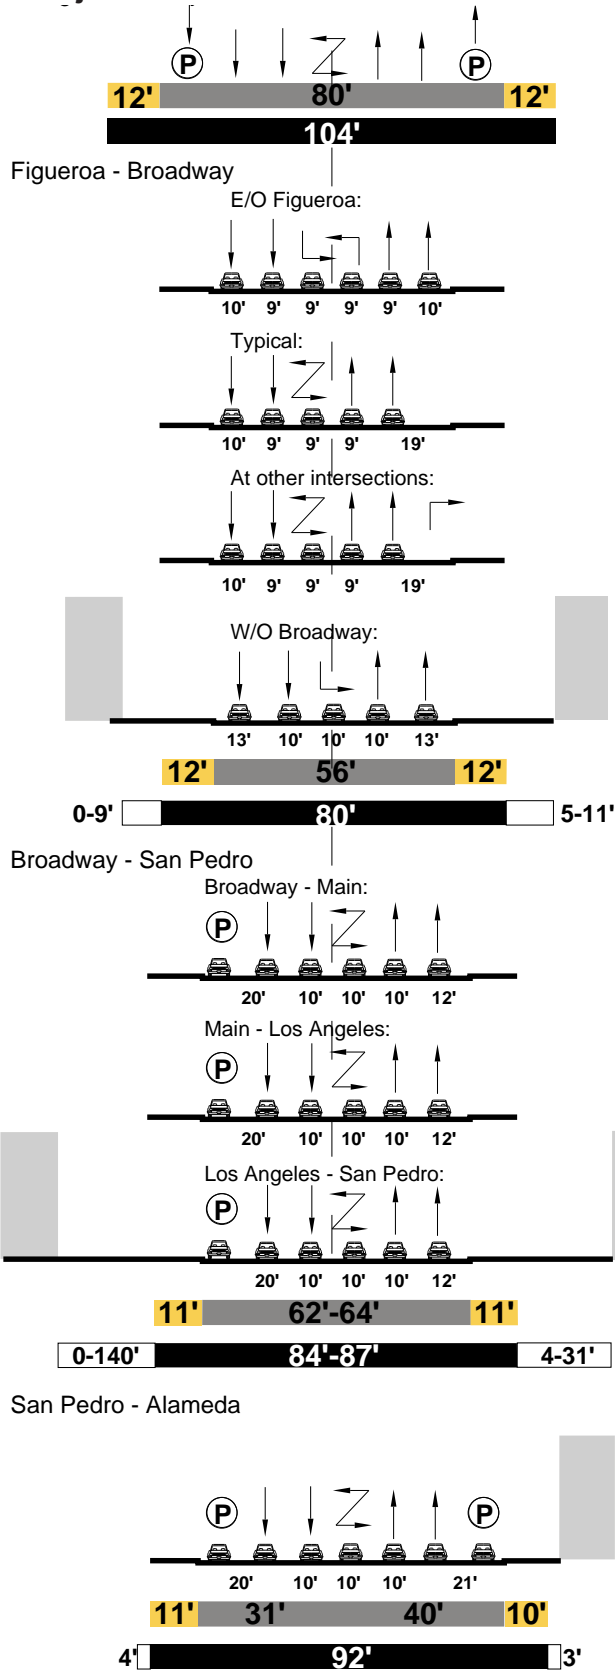 P P
12' 80' 12'
104'
Figueroa - Broadway
E/O Figueroa:
10' 9' 9' 9' 9' 10'
Typical:
10' 9' 9' 9' 19'
At other intersections:
10' 9' 9' 9' 19'
W/O Broadway:
13' 10' 10' 10' 13'
12' 56' 12'
0-9' 80' 5-11'
Broadway - San Pedro
Broadway - Main:
P
20' 10' 10' 10' 12'
Main - Los Angeles:
P
20' 10' 10' 10' 12'
Los Angeles - San Pedro:
P
20' 10' 10' 10' 12'
11' 62'-64' 11'
0-140' 84'-87' 4-31'
San Pedro - Alameda
P P
20' 10' 10' 10' 21'
11' 31' 40' 10'
4' 92' 3'